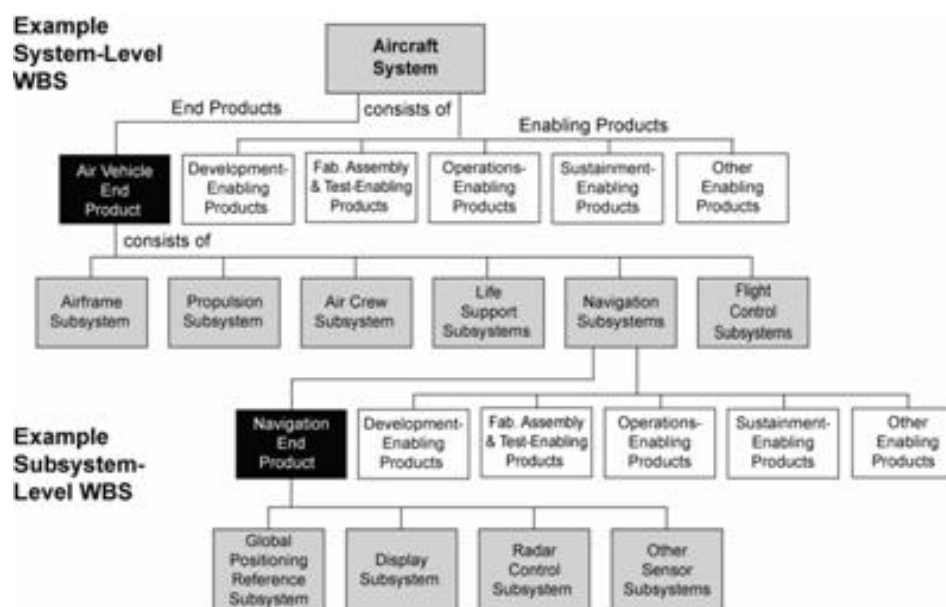 Example
System-Level
WBS
Aircraft
System
End Products
consists of
Enabling Products
Air Vehicle
End
Product
Development-
Enabling
Products
Fab. Assembly
& Test-Enabling
Products
Operations-
Enabling
Products
Sustainment-
Enabling
Products
Other
Enabling
Products
consists of
Airframe
Subsystem
Propulsion
Subsystem
Air Crew
Subsystem
Life
Support
Subsystems
Navigation
Subsystems
Flight
Control
Subsystems
Example
Subsystem-
Level WBS
Navigation
End
Product
Development-
Enabling
Products
Fab. Assembly
& Test-Enabling
Products
Operations-
Enabling
Products
Sustainment-
Enabling
Products
Other
Enabling
Products
Global
Positioning
Reference
Subsystem
Display
Subsystem
Radar
Control
Subsystem
Other
Sensor
Subsystems